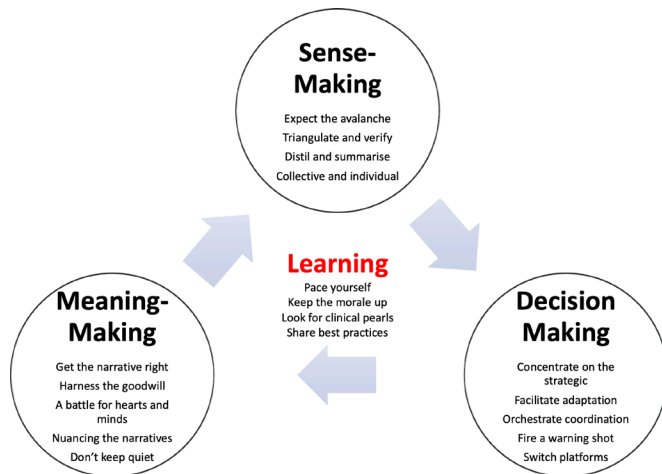 Sense-
Making
Expect the avalanche
Triangulate and verify
Distil and summarise
Collective and individual
Learning
Pace yourself
Keep the morale up
Look for clinical pearls
Share best practices
Meaning-
Making
Get the narrative right
Harness the goodwill
A battle for hearts and
minds
Nuancing the narratives
Don't keep quiet
Decision
Making
Concentrate on the
strategic
Facilitate adaptation
Orchestrate coordination
Fire a warning shot
Switch platforms